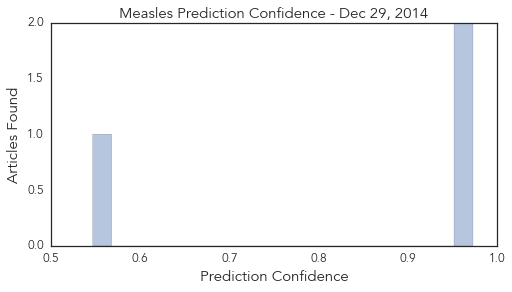 Measles Prediction Confidence - Dec 29, 2014
2.0
1.5
1.0
0.5
0.0
Articles Found
0.5 0.6 0.7 0.8 0.9 1.0
Prediction Confidence